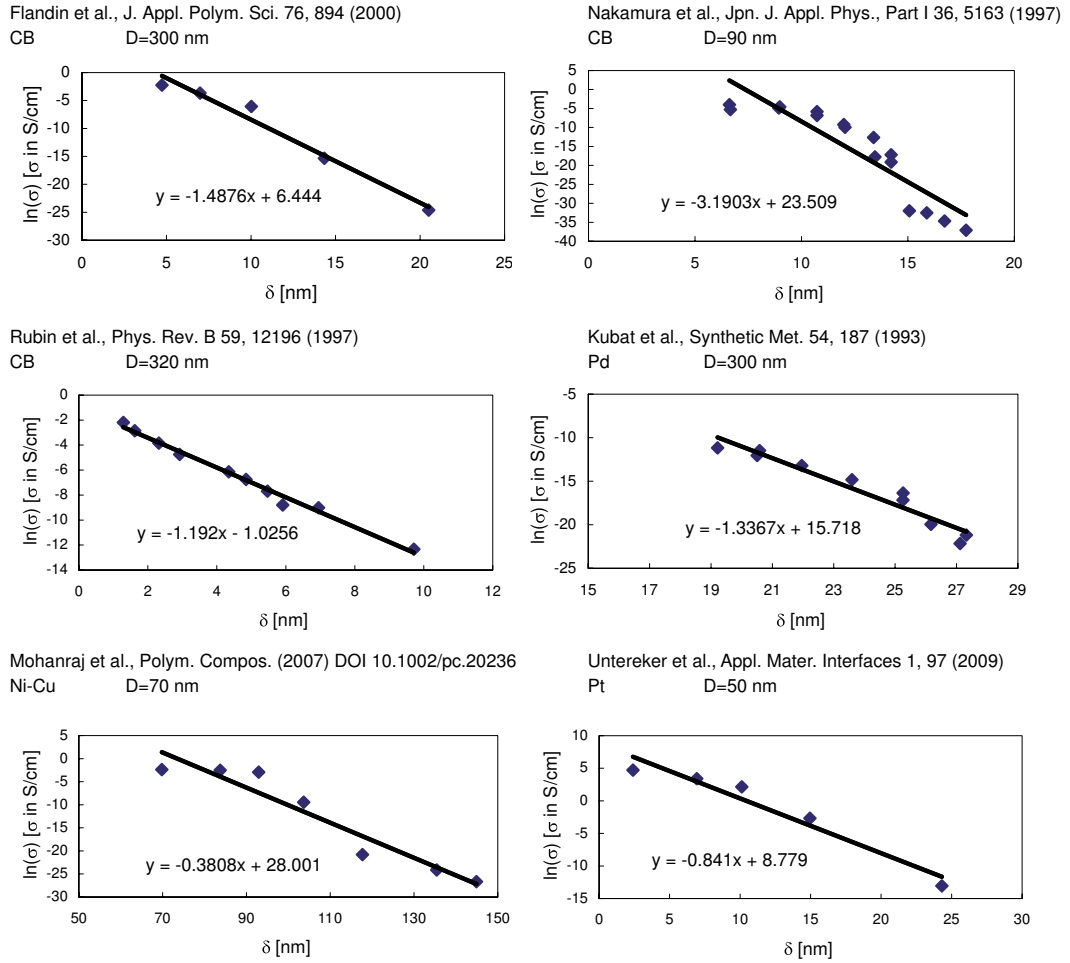 Flandin et al., J. Appl. Polym. Sci. 76, 894 (2000)
CB D=300 nm
0
-5
-10
-15
-20
-25
-30
ln(σ) [σ in S/cm]
y = -1.4876x + 6.444
0 5 10 15 20 25
δ [nm]
Nakamura et al., Jpn. J. Appl. Phys., Part I 36, 5163 (1997)
CB D=90 nm
5
0
-5
-10
-15
-20
-25
-30
-35
-40
ln(σ) [σ in S/cm]
y = -3.1903x + 23.509
0 5 10 15 20
δ [nm]
Rubin et al., Phys. Rev. B 59, 12196 (1997)
CB D=320 nm
0
-2
-4
-6
-8
-10
-12
-14
ln(σ) [σ in S/cm]
y = -1.192x - 1.0256
0 2 4 6 8 10 12
δ [nm]
Kubat et al., Synthetic Met. 54, 187 (1993)
Pd D=300 nm
-5
-10
-15
-20
-25
ln(σ) [σ in S/cm]
y = -1.3367x + 15.718
15 17 19 21 23 25 27 29
δ [nm]
Mohanraj et al., Polym. Compos. (2007) DOI 10.1002/pc.20236
Ni-Cu D=70 nm
5
0
-5
-10
-15
-20
-25
-30
ln(σ) [σ in S/cm]
y = -0.3808x + 28.001
50 70 90 110 130 150
δ [nm]
Untereker et al., Appl. Mater. Interfaces 1, 97 (2009)
Pt D=50 nm
10
5
0
-5
-10
-15
ln(σ) [σ in S/cm]
y = -0.841x + 8.779
0 5 10 15 20 25 30
δ [nm]